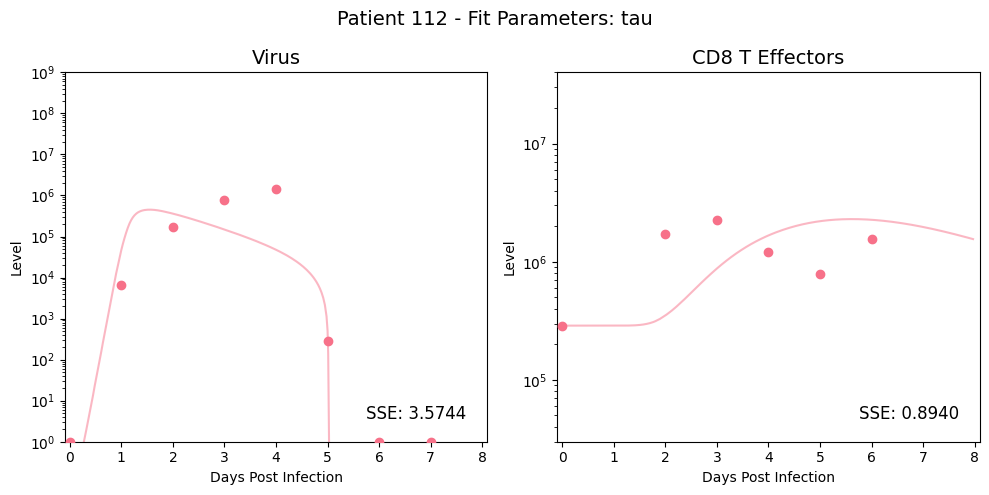 Patient 112 - Fit Parameters: tau
Virus
CD8 T Effectors
10^9
10^8
10^7
10^6
10^5
10^4
10^3
10^2
10^1
10^0
Level
SSE: 3.5744
0 1 2 3 4 5 6 7 8
Days Post Infection
10^7
10^6
10^5
Level
SSE: 0.8940
0 1 2 3 4 5 6 7 8
Days Post Infection